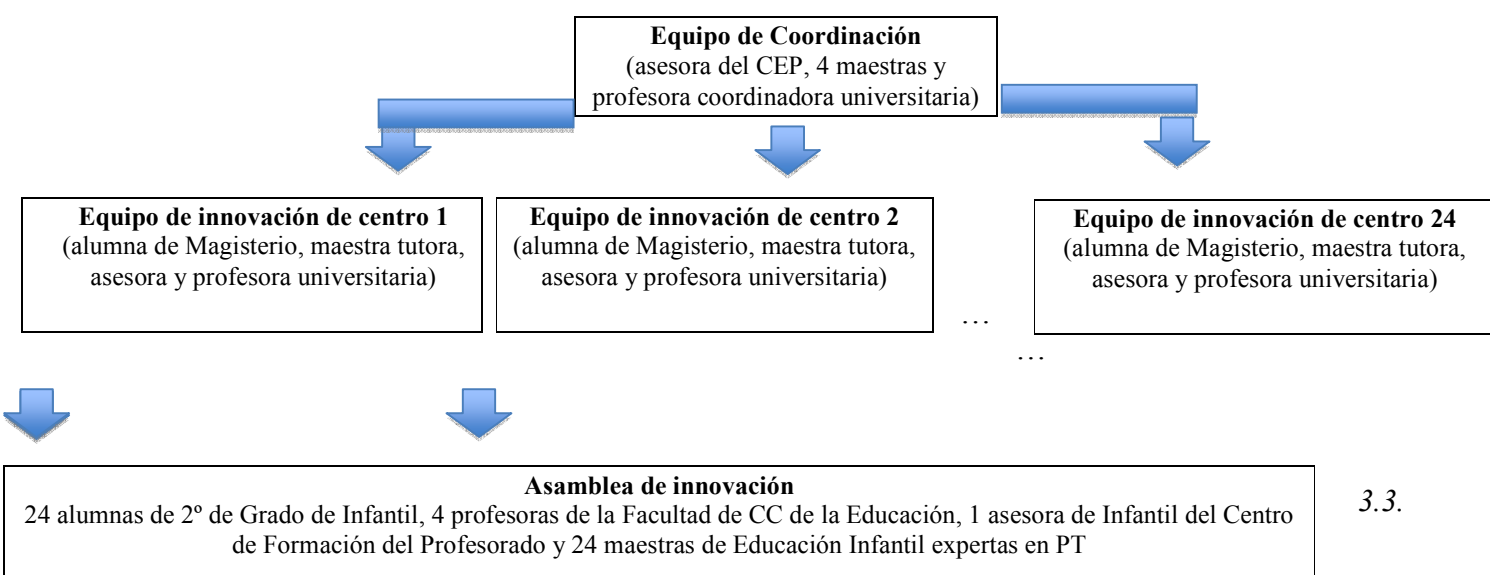 Equipo de Coordinación
(asesora del CEP, 4 maestras y
profesora coordinadora universitaria)
Equipo de innovación de centro 1
(alumna de Magisterio, maestra tutora,
asesora y profesora universitaria)
Equipo de innovación de centro 2
(alumna de Magisterio, maestra tutora,
asesora y profesora universitaria)
…
Equipo de innovación de centro 24
(alumna de Magisterio, maestra tutora,
asesora y profesora universitaria)
…
Asamblea de innovación
24 alumnas de 2º de Grado de Infantil, 4 profesoras de la Facultad de CC de la Educación, 1 asesora de Infantil del Centro
de Formación del Profesorado y 24 maestras de Educación Infantil expertas en PT
3.3.